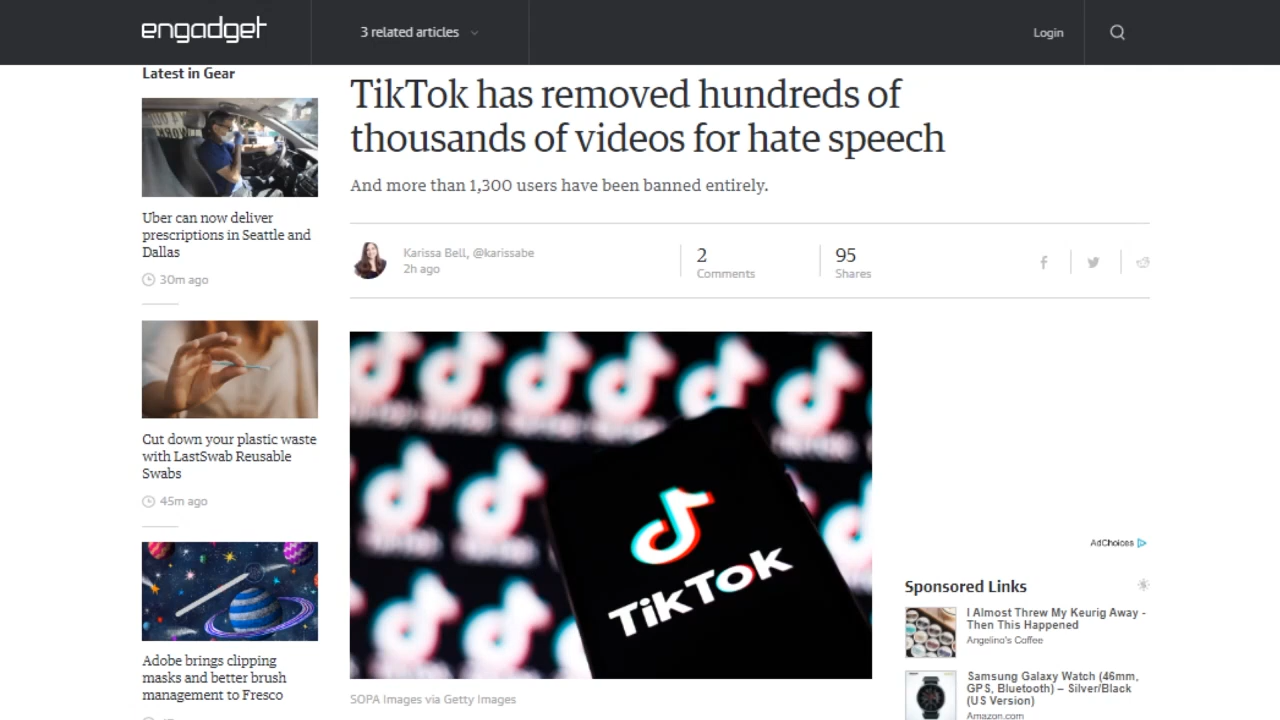 engadget
3 related articles
Login
Latest in Gear
Uber can now deliver
prescriptions in Seattle and
Dallas
30m ago
Cut down your plastic waste
with LastSwab Reusable
Swabs
45m ago
Adobe brings clipping
masks and better brush
management to Fresco
TikTok has removed hundreds of
thousands of videos for hate speech
And more than 1,300 users have been banned entirely.
Karissa Bell, @karissabe
2h ago
2
Comments
95
Shares
TikTok
SOPA Images via Getty Images
AdChoices
Sponsored Links
I Almost Threw My Keurig Away -
Then This Happened
Angelino's Coffee
Samsung Galaxy Watch (46mm,
GPS, Bluetooth) – Silver/Black
(US Version)
Amazon.com